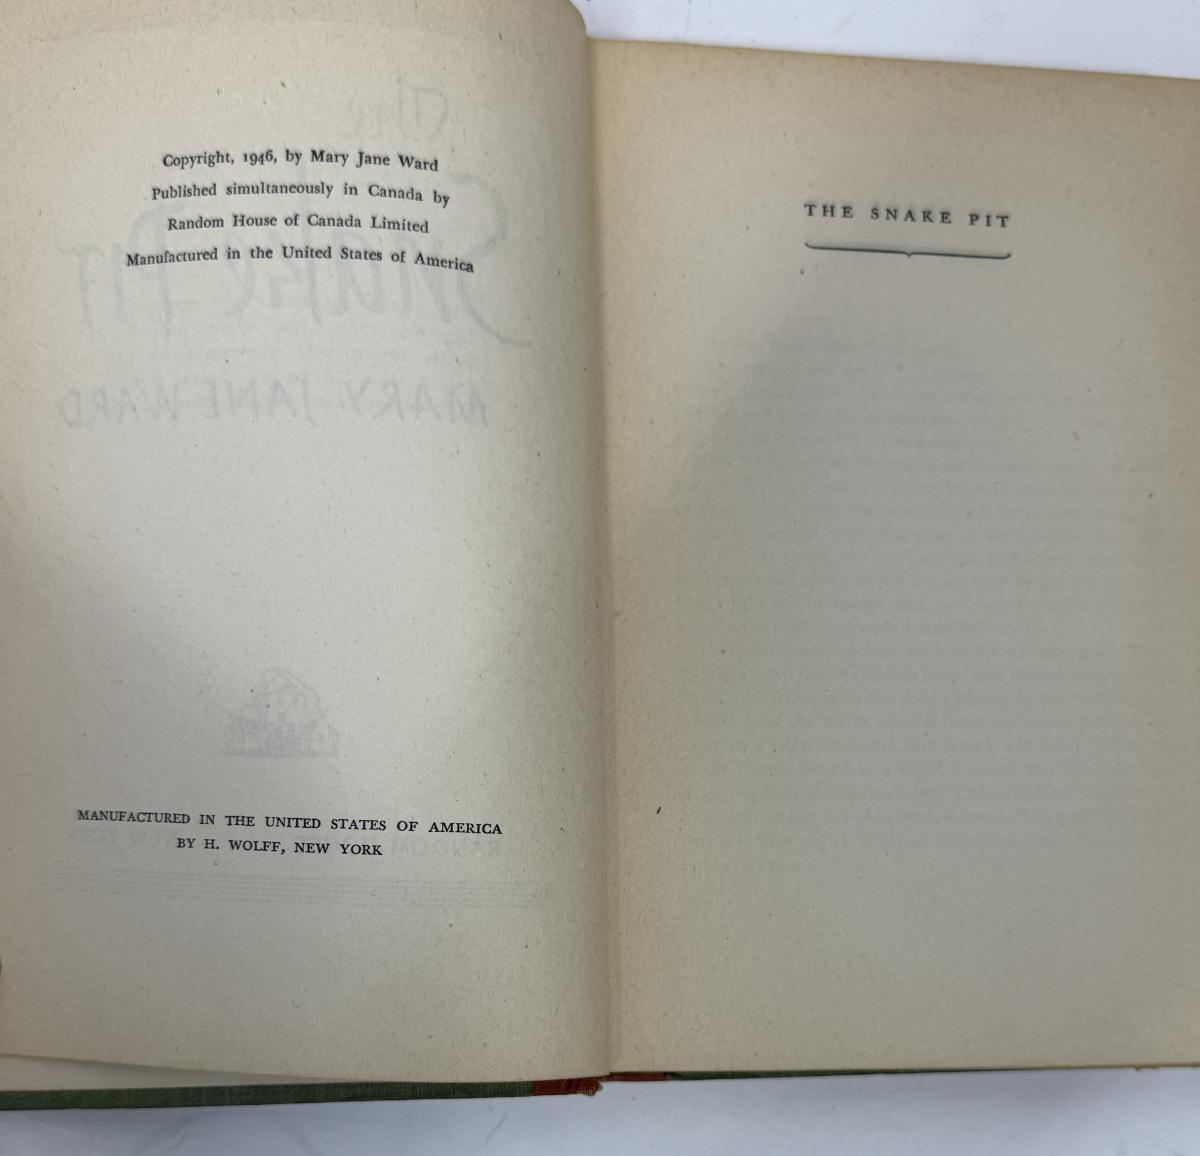 Copyright, 1946, by Mary Jane Ward
Published simultaneously in Canada by
Random House of Canada Limited
Manufactured in the United States of America
MANUFACTURED IN THE UNITED STATES OF AMERICA
BY H. WOLFF, NEW YORK
THE SNAKE PIT